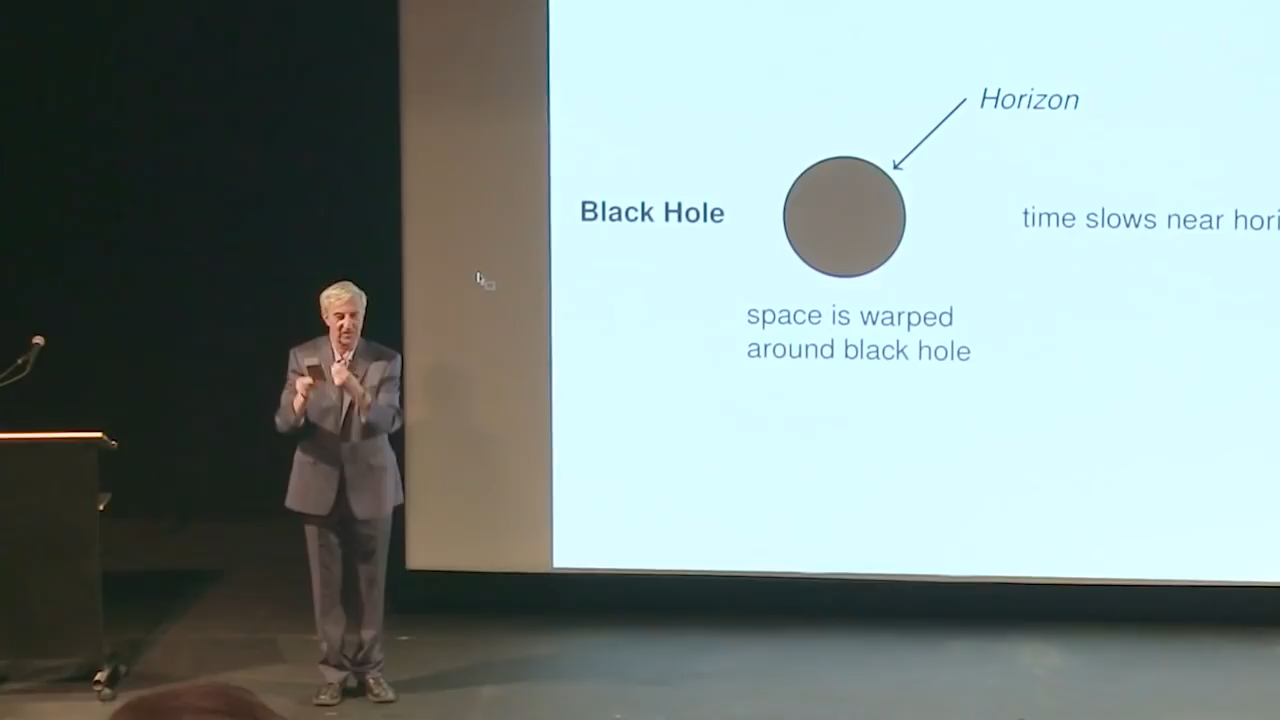 Horizon
Black Hole
time slows near hori
space is warped
around black hole